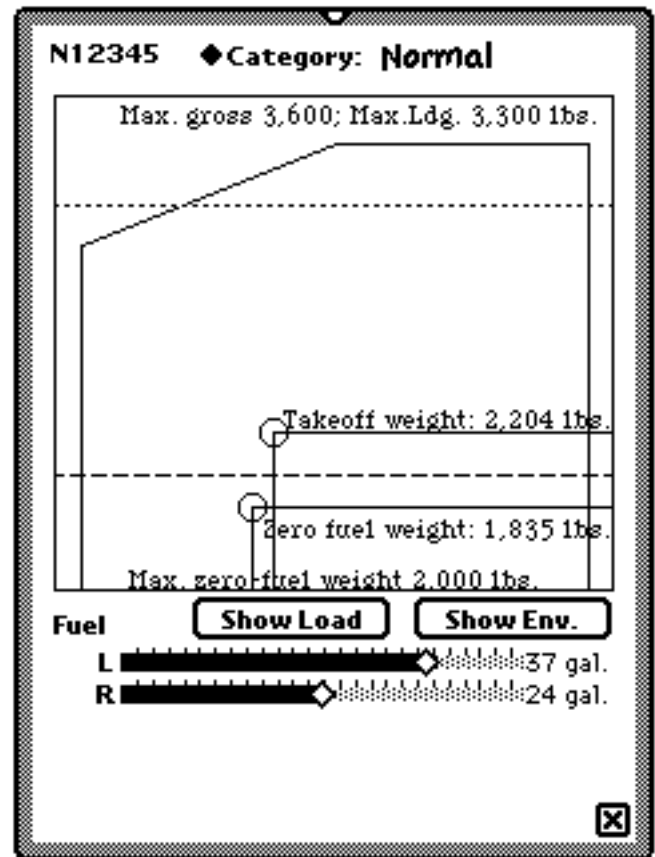 N12345 ◆Category: Normal
Max. gross 3,600; Max.Ldg. 3,300 lbs.
Takeoff weight: 2,204 lbs.
Zero fuel weight: 1,835 lbs.
Max. zero-fuel weight 2,000 lbs.
Fuel
Show Load
Show Env.
L 37 gal.
R 24 gal.